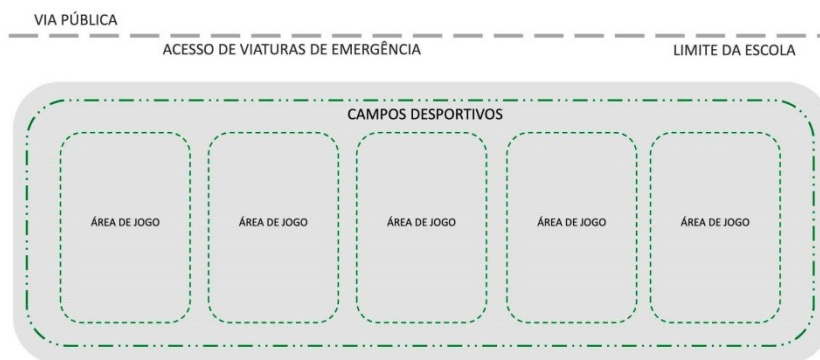 VIA PÚBLICA
ACESSO DE VIATURAS DE EMERGÊNCIA
LIMITE DA ESCOLA
CAMPOS DESPORTIVOS
ÁREA DE JOGO
ÁREA DE JOGO
ÁREA DE JOGO
ÁREA DE JOGO
ÁREA DE JOGO